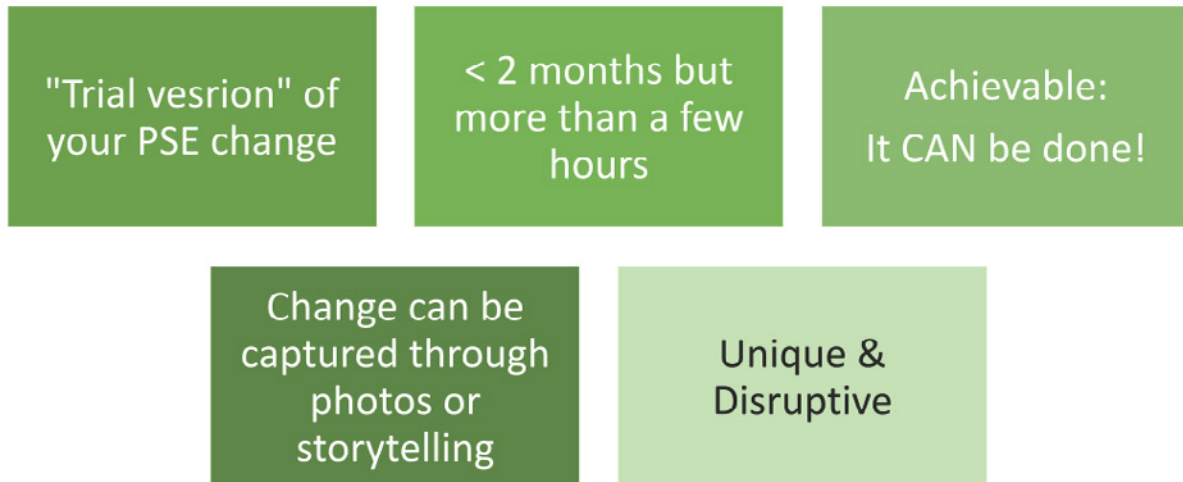 "Trial vesrion" of
your PSE change
< 2 months but
more than a few
hours
Achievable:
It CAN be done!
Change can be
captured through
photos or
storytelling
Unique &
Disruptive